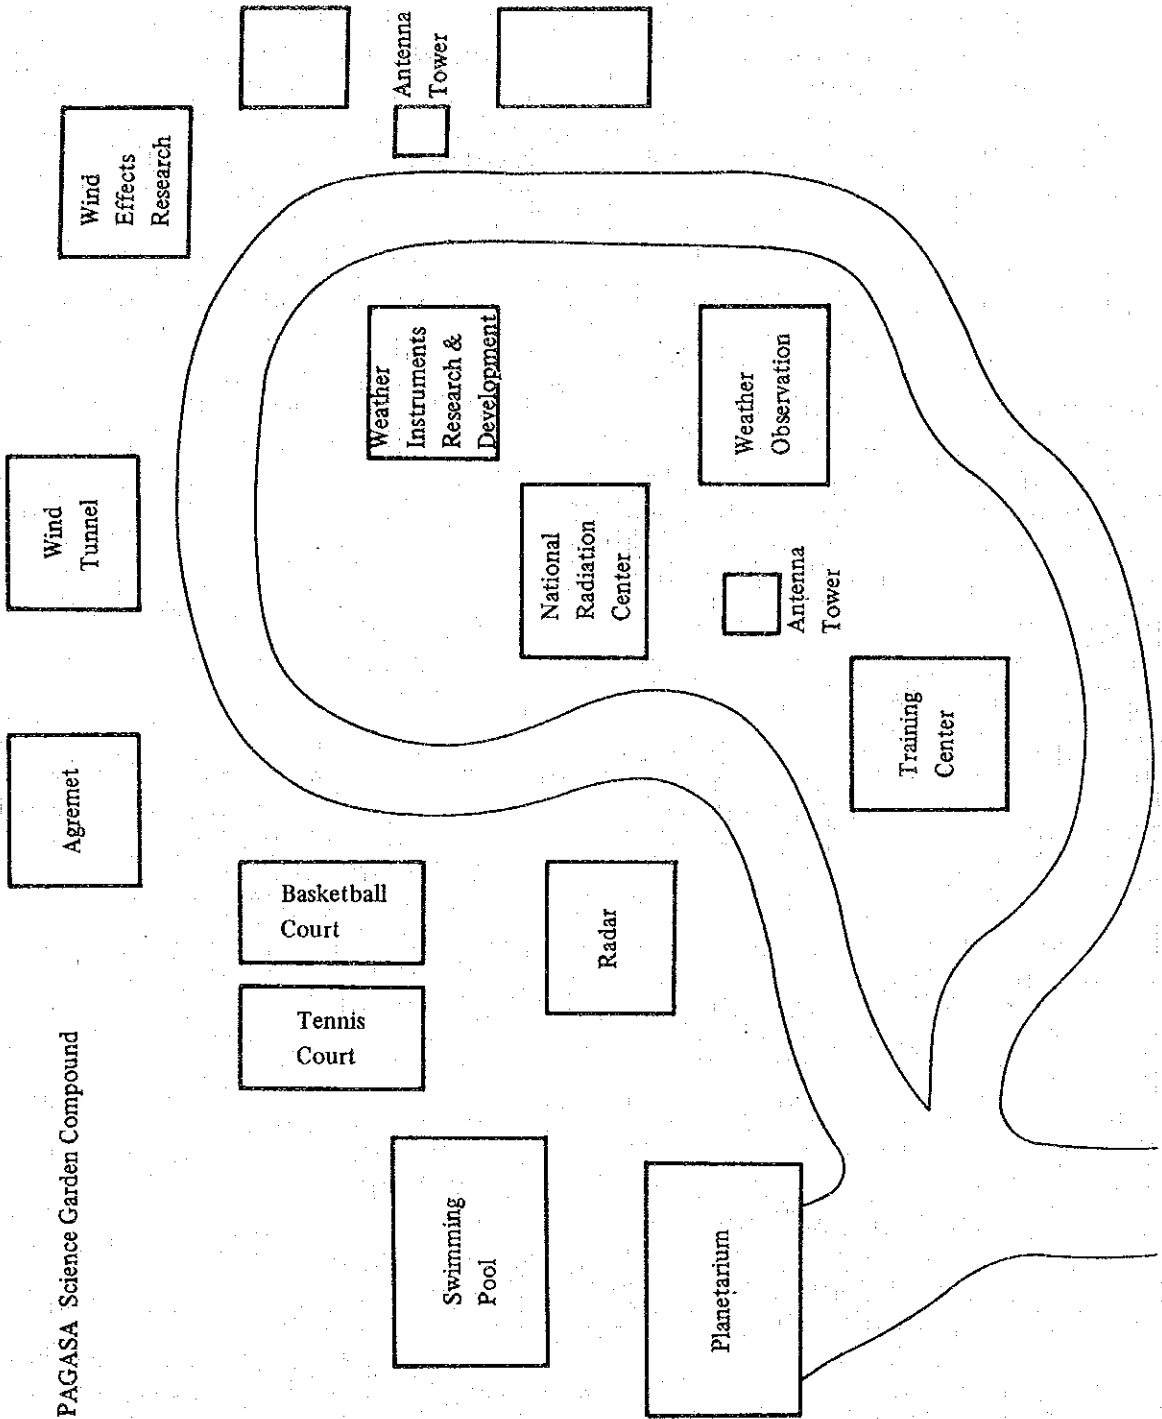 PAGASA Science Garden Compound
Agremet
Wind
Tunnel
Wind
Effects
Research
Antenna
Tower
Basketball
Court
Tennis
Court
Swimming
Pool
Radar
Planetarium
Weather
Instruments
Research &
Development
National
Radiation
Center
Weather
Observation
Antenna
Tower
Training
Center